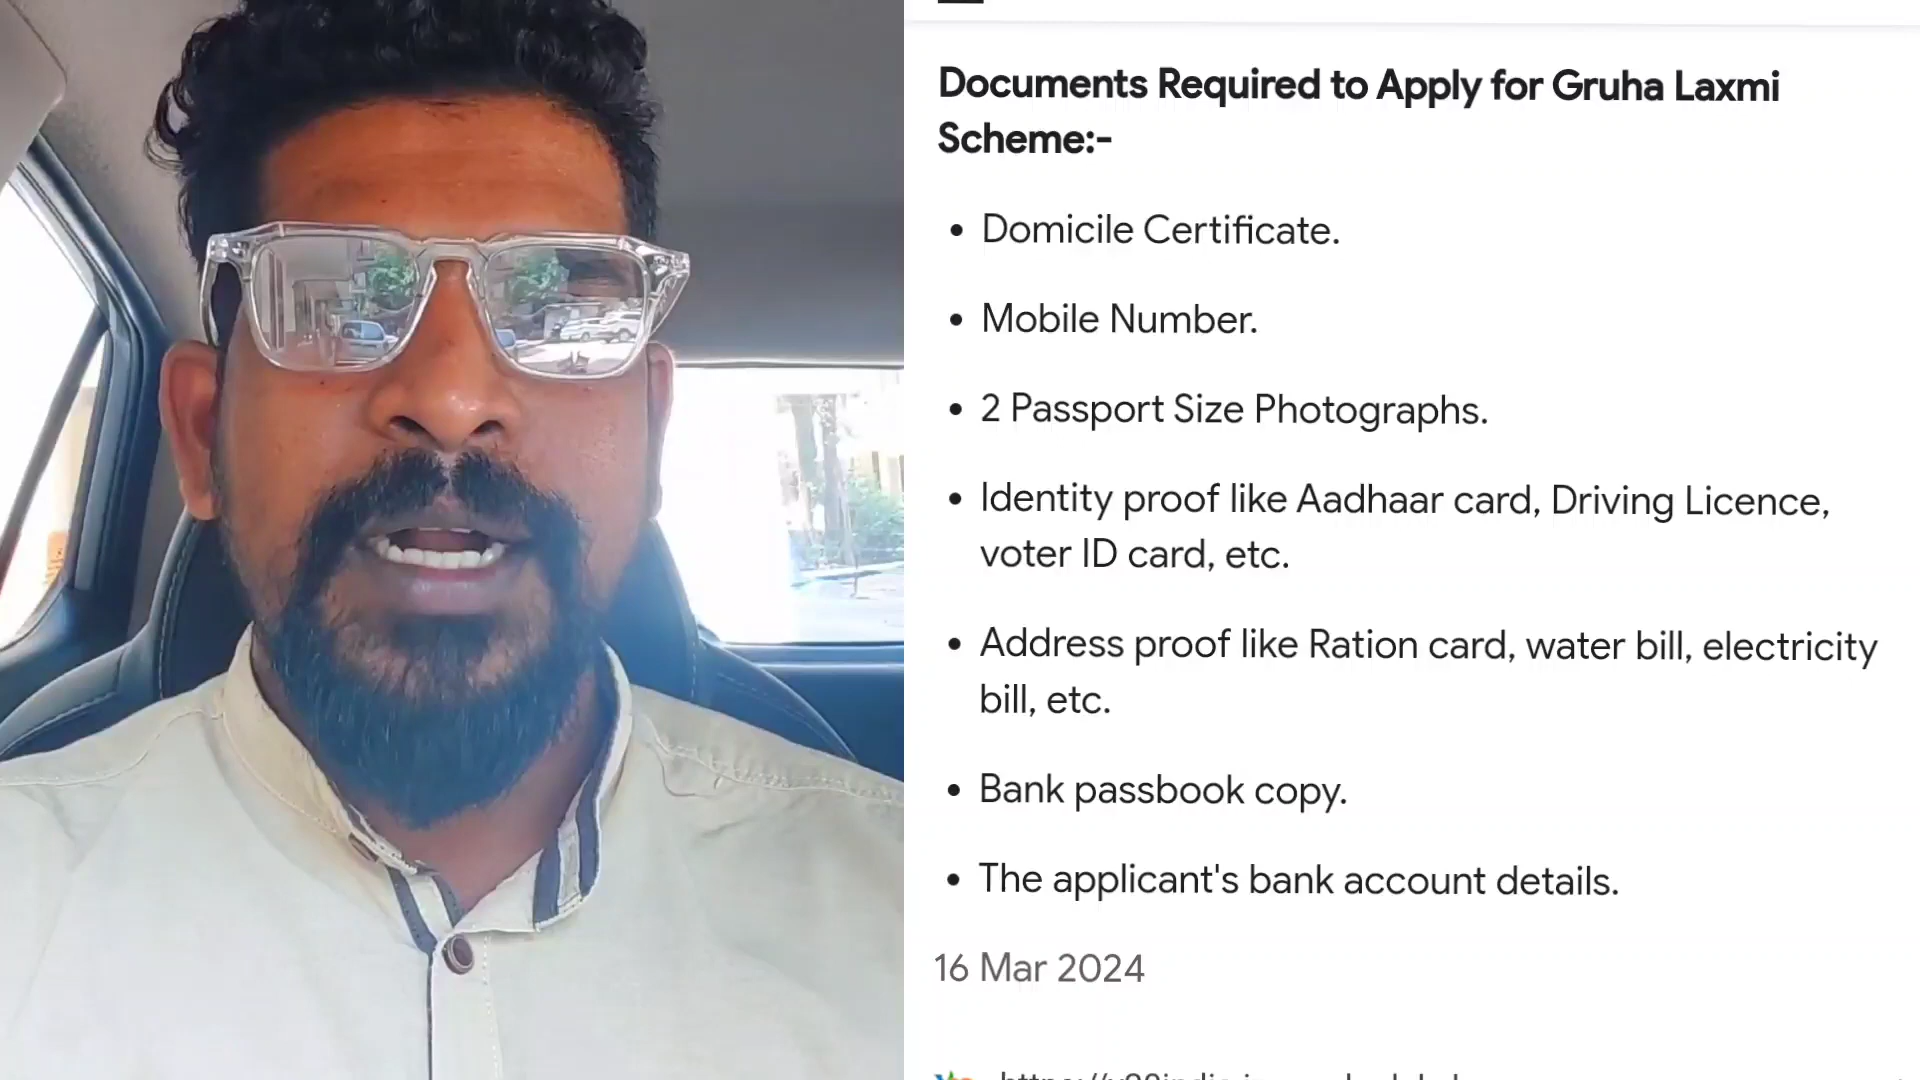 Documents Required to Apply for Gruha Laxmi
Scheme:-
• Domicile Certificate.
• Mobile Number.
• 2 Passport Size Photographs.
• Identity proof like Aadhaar card, Driving Licence,
voter ID card, etc.
• Address proof like Ration card, water bill, electricity
bill, etc.
• Bank passbook copy.
• The applicant's bank account details.
16 Mar 2024